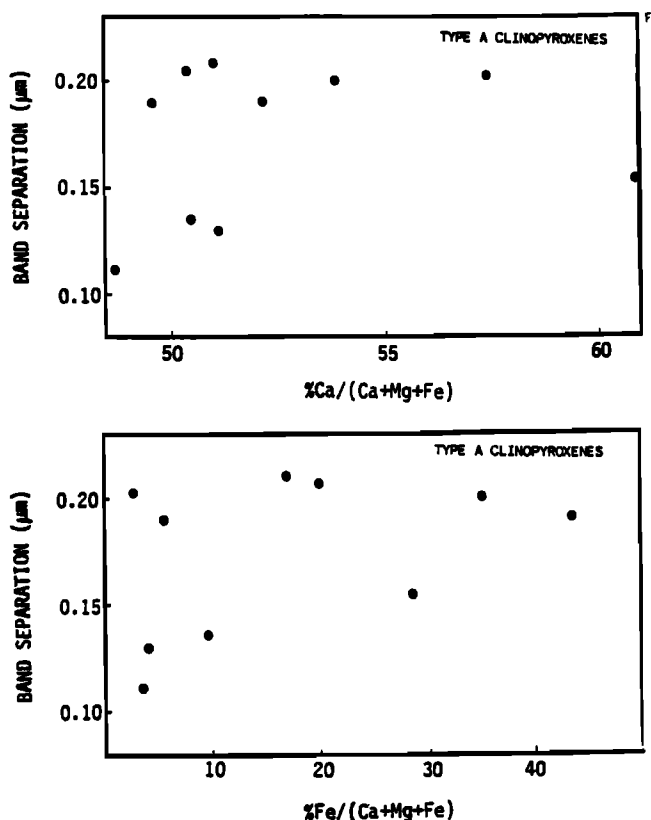 F
TYPE A CLINOPYROXENES
BAND SEPARATION (μm)
0.20
0.15
0.10
50
55
60
%Ca/(Ca+Mg+Fe)
TYPE A CLINOPYROXENES
BAND SEPARATION (μm)
0.20
0.15
0.10
10
20
30
40
%Fe/(Ca+Mg+Fe)